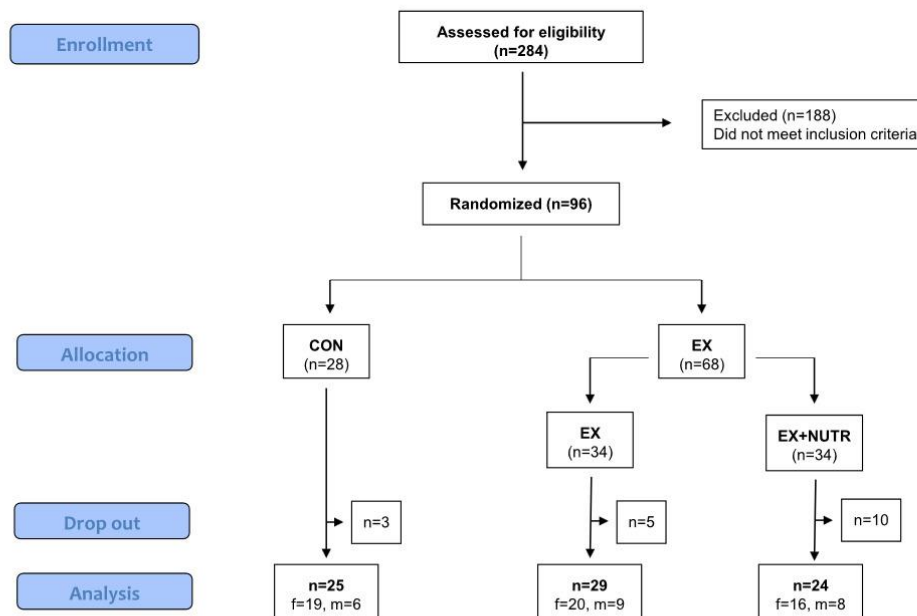 Enrollment
Assessed for eligibility
(n=284)
Excluded (n=188)
Did not meet inclusion criteria
Randomized (n=96)
Allocation
CON
(n=28)
EX
(n=68)
EX
(n=34)
EX+NUTR
(n=34)
Drop out
n=3
n=5
n=10
Analysis
n=25
f=19, m=6
n=29
f=20, m=9
n=24
f=16, m=8